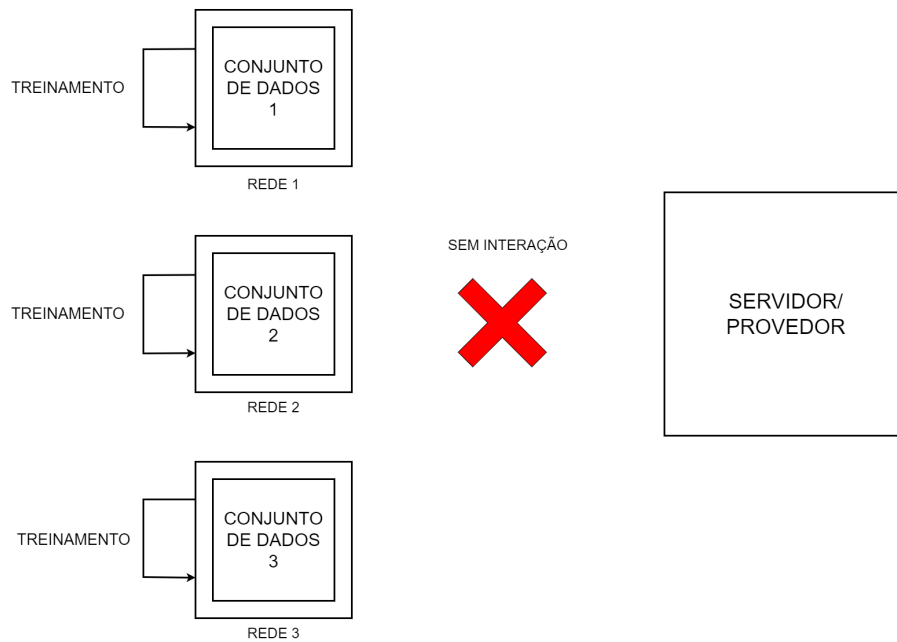 CONJUNTO
DE DADOS
1
TREINAMENTO
REDE 1
SEM INTERAÇÃO
CONJUNTO
DE DADOS
2
TREINAMENTO
REDE 2
SERVIDOR/
PROVEDOR
CONJUNTO
DE DADOS
3
TREINAMENTO
REDE 3